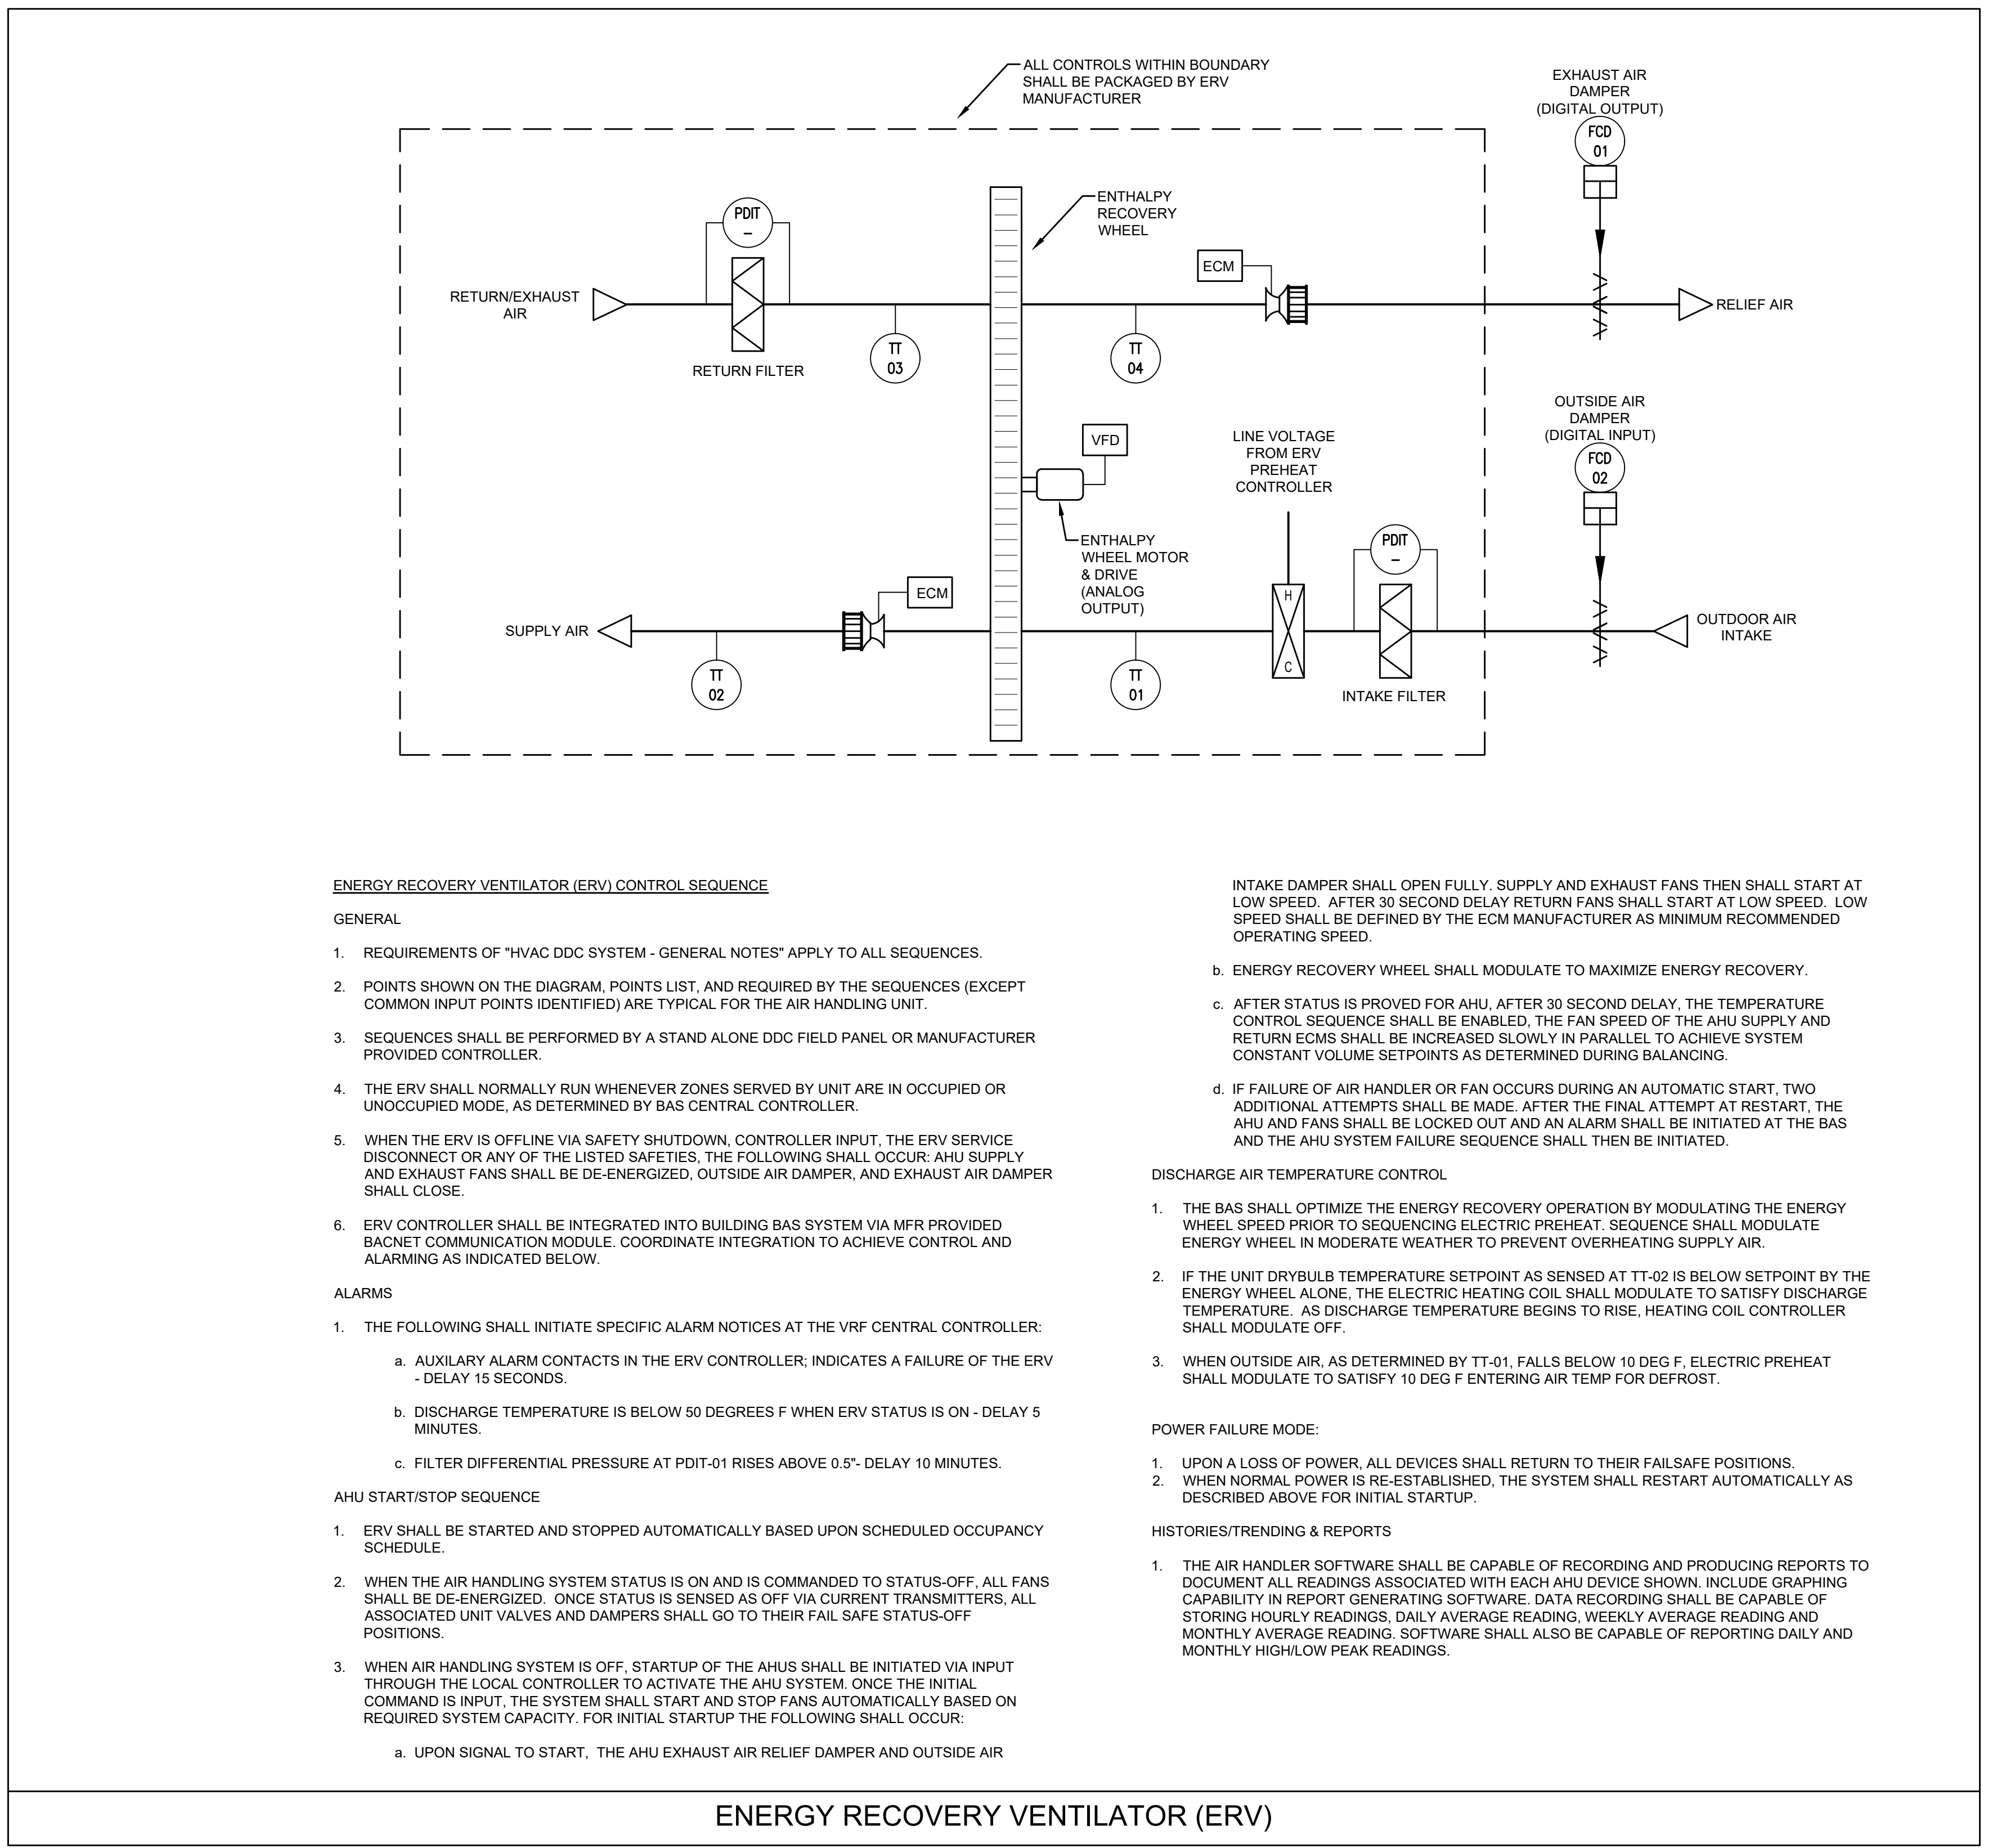 ALL CONTROLS WITHIN BOUNDARY
SHALL BE PACKAGED BY ERV
MANUFACTURER
EXHAUST AIR
DAMPER
(DIGITAL OUTPUT)
FCD
01
PDIT
–
ENTHALPY
RECOVERY
WHEEL
ECM
RETURN/EXHAUST
AIR
RELIEF AIR
TT
03
TT
04
RETURN FILTER
OUTSIDE AIR
DAMPER
(DIGITAL INPUT)
FCD
02
VFD
LINE VOLTAGE
FROM ERV
PREHEAT
CONTROLLER
PDIT
–
ENTHALPY
WHEEL MOTOR
& DRIVE
(ANALOG
OUTPUT)
ECM
H
C
SUPPLY AIR
OUTDOOR AIR
INTAKE
TT
02
TT
01
INTAKE FILTER
ENERGY RECOVERY VENTILATOR (ERV) CONTROL SEQUENCE
GENERAL
1. REQUIREMENTS OF "HVAC DDC SYSTEM - GENERAL NOTES" APPLY TO ALL SEQUENCES.
2. POINTS SHOWN ON THE DIAGRAM, POINTS LIST, AND REQUIRED BY THE SEQUENCES (EXCEPT
COMMON INPUT POINTS IDENTIFIED) ARE TYPICAL FOR THE AIR HANDLING UNIT.
3. SEQUENCES SHALL BE PERFORMED BY A STAND ALONE DDC FIELD PANEL OR MANUFACTURER
PROVIDED CONTROLLER.
4. THE ERV SHALL NORMALLY RUN WHENEVER ZONES SERVED BY UNIT ARE IN OCCUPIED OR
UNOCCUPIED MODE, AS DETERMINED BY BAS CENTRAL CONTROLLER.
5. WHEN THE ERV IS OFFLINE VIA SAFETY SHUTDOWN, CONTROLLER INPUT, THE ERV SERVICE
DISCONNECT OR ANY OF THE LISTED SAFETIES, THE FOLLOWING SHALL OCCUR: AHU SUPPLY
AND EXHAUST FANS SHALL BE DE-ENERGIZED, OUTSIDE AIR DAMPER, AND EXHAUST AIR DAMPER
SHALL CLOSE.
6. ERV CONTROLLER SHALL BE INTEGRATED INTO BUILDING BAS SYSTEM VIA MFR PROVIDED
BACNET COMMUNICATION MODULE. COORDINATE INTEGRATION TO ACHIEVE CONTROL AND
ALARMING AS INDICATED BELOW.
ALARMS
1. THE FOLLOWING SHALL INITIATE SPECIFIC ALARM NOTICES AT THE VRF CENTRAL CONTROLLER:
a. AUXILARY ALARM CONTACTS IN THE ERV CONTROLLER; INDICATES A FAILURE OF THE ERV
- DELAY 15 SECONDS.
b. DISCHARGE TEMPERATURE IS BELOW 50 DEGREES F WHEN ERV STATUS IS ON - DELAY 5
MINUTES.
c. FILTER DIFFERENTIAL PRESSURE AT PDIT-01 RISES ABOVE 0.5"- DELAY 10 MINUTES.
AHU START/STOP SEQUENCE
1. ERV SHALL BE STARTED AND STOPPED AUTOMATICALLY BASED UPON SCHEDULED OCCUPANCY
SCHEDULE.
2. WHEN THE AIR HANDLING SYSTEM STATUS IS ON AND IS COMMANDED TO STATUS-OFF, ALL FANS
SHALL BE DE-ENERGIZED. ONCE STATUS IS SENSED AS OFF VIA CURRENT TRANSMITTERS, ALL
ASSOCIATED UNIT VALVES AND DAMPERS SHALL GO TO THEIR FAIL SAFE STATUS-OFF
POSITIONS.
3. WHEN AIR HANDLING SYSTEM IS OFF, STARTUP OF THE AHUS SHALL BE INITIATED VIA INPUT
THROUGH THE LOCAL CONTROLLER TO ACTIVATE THE AHU SYSTEM. ONCE THE INITIAL
COMMAND IS INPUT, THE SYSTEM SHALL START AND STOP FANS AUTOMATICALLY BASED ON
REQUIRED SYSTEM CAPACITY. FOR INITIAL STARTUP THE FOLLOWING SHALL OCCUR:
a. UPON SIGNAL TO START, THE AHU EXHAUST AIR RELIEF DAMPER AND OUTSIDE AIR
INTAKE DAMPER SHALL OPEN FULLY. SUPPLY AND EXHAUST FANS THEN SHALL START AT
LOW SPEED. AFTER 30 SECOND DELAY RETURN FANS SHALL START AT LOW SPEED. LOW
SPEED SHALL BE DEFINED BY THE ECM MANUFACTURER AS MINIMUM RECOMMENDED
OPERATING SPEED.
b. ENERGY RECOVERY WHEEL SHALL MODULATE TO MAXIMIZE ENERGY RECOVERY.
c. AFTER STATUS IS PROVED FOR AHU, AFTER 30 SECOND DELAY, THE TEMPERATURE
CONTROL SEQUENCE SHALL BE ENABLED, THE FAN SPEED OF THE AHU SUPPLY AND
RETURN ECMS SHALL BE INCREASED SLOWLY IN PARALLEL TO ACHIEVE SYSTEM
CONSTANT VOLUME SETPOINTS AS DETERMINED DURING BALANCING.
d. IF FAILURE OF AIR HANDLER OR FAN OCCURS DURING AN AUTOMATIC START, TWO
ADDITIONAL ATTEMPTS SHALL BE MADE. AFTER THE FINAL ATTEMPT AT RESTART, THE
AHU AND FANS SHALL BE LOCKED OUT AND AN ALARM SHALL BE INITIATED AT THE BAS
AND THE AHU SYSTEM FAILURE SEQUENCE SHALL THEN BE INITIATED.
DISCHARGE AIR TEMPERATURE CONTROL
1. THE BAS SHALL OPTIMIZE THE ENERGY RECOVERY OPERATION BY MODULATING THE ENERGY
WHEEL SPEED PRIOR TO SEQUENCING ELECTRIC PREHEAT. SEQUENCE SHALL MODULATE
ENERGY WHEEL IN MODERATE WEATHER TO PREVENT OVERHEATING SUPPLY AIR.
2. IF THE UNIT DRYBULB TEMPERATURE SETPOINT AS SENSED AT TT-02 IS BELOW SETPOINT BY THE
ENERGY WHEEL ALONE, THE ELECTRIC HEATING COIL SHALL MODULATE TO SATISFY DISCHARGE
TEMPERATURE. AS DISCHARGE TEMPERATURE BEGINS TO RISE, HEATING COIL CONTROLLER
SHALL MODULATE OFF.
3. WHEN OUTSIDE AIR, AS DETERMINED BY TT-01, FALLS BELOW 10 DEG F, ELECTRIC PREHEAT
SHALL MODULATE TO SATISFY 10 DEG F ENTERING AIR TEMP FOR DEFROST.
POWER FAILURE MODE:
1. UPON A LOSS OF POWER, ALL DEVICES SHALL RETURN TO THEIR FAILSAFE POSITIONS.
2. WHEN NORMAL POWER IS RE-ESTABLISHED, THE SYSTEM SHALL RESTART AUTOMATICALLY AS
DESCRIBED ABOVE FOR INITIAL STARTUP.
HISTORIES/TRENDING & REPORTS
1. THE AIR HANDLER SOFTWARE SHALL BE CAPABLE OF RECORDING AND PRODUCING REPORTS TO
DOCUMENT ALL READINGS ASSOCIATED WITH EACH AHU DEVICE SHOWN. INCLUDE GRAPHING
CAPABILITY IN REPORT GENERATING SOFTWARE. DATA RECORDING SHALL BE CAPABLE OF
STORING HOURLY READINGS, DAILY AVERAGE READING, WEEKLY AVERAGE READING AND
MONTHLY AVERAGE READING. SOFTWARE SHALL ALSO BE CAPABLE OF REPORTING DAILY AND
MONTHLY HIGH/LOW PEAK READINGS.
ENERGY RECOVERY VENTILATOR (ERV)